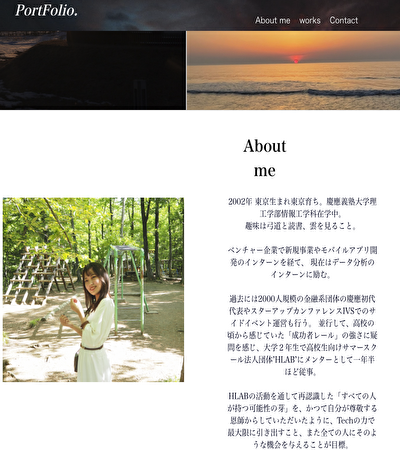 PortFolio.
About me works Contact
About
me
2002年 東京生まれ東京育ち。慶應義塾大学理
工学部情報工学科在学中。
趣味は弓道と読書、雲を見ること。
ベンチャー企業で新規事業やモバイルアプリ開
発のインターンを経て、 現在はデータ分析の
インターンに励む。
過去には2000人規模の金融系団体の慶應初代
代表やスタートアップカンファレンスIVSでのサ
イドイベント運営も行う。 並行して、高校の
頃から感じていた「成功者レール」の強さに疑
問を感じ、大学２年生で高校生向けサマースク
ール法人団体"HLAB"にメンターとして一年半
ほど従事。
HLABの活動を通して再認識した「すべての人
が持つ可能性の芽」を、かつて自分が尊敬する
恩師からしていただいたように、Techの力で
最大限に引き出すこと、また全ての人にそのよ
うな機会を与えることが目標。